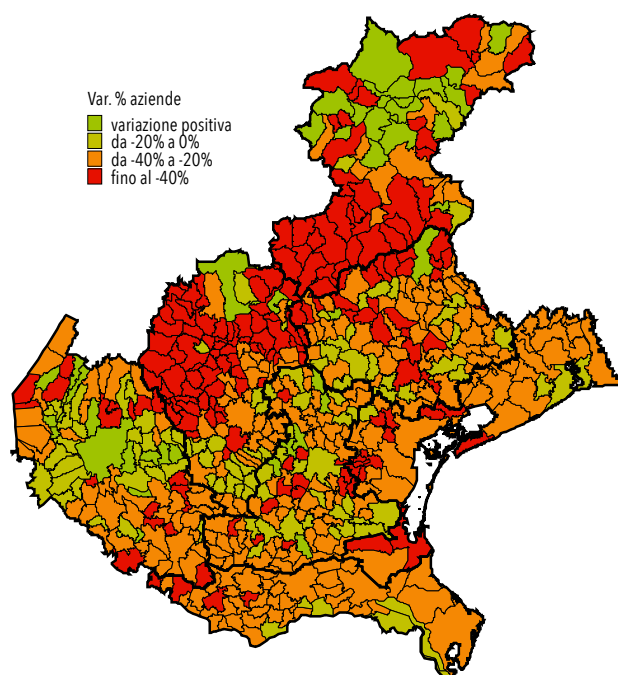 Var. % aziende
variazione positiva
da -20% a 0%
da -40% a -20%
fino al -40%